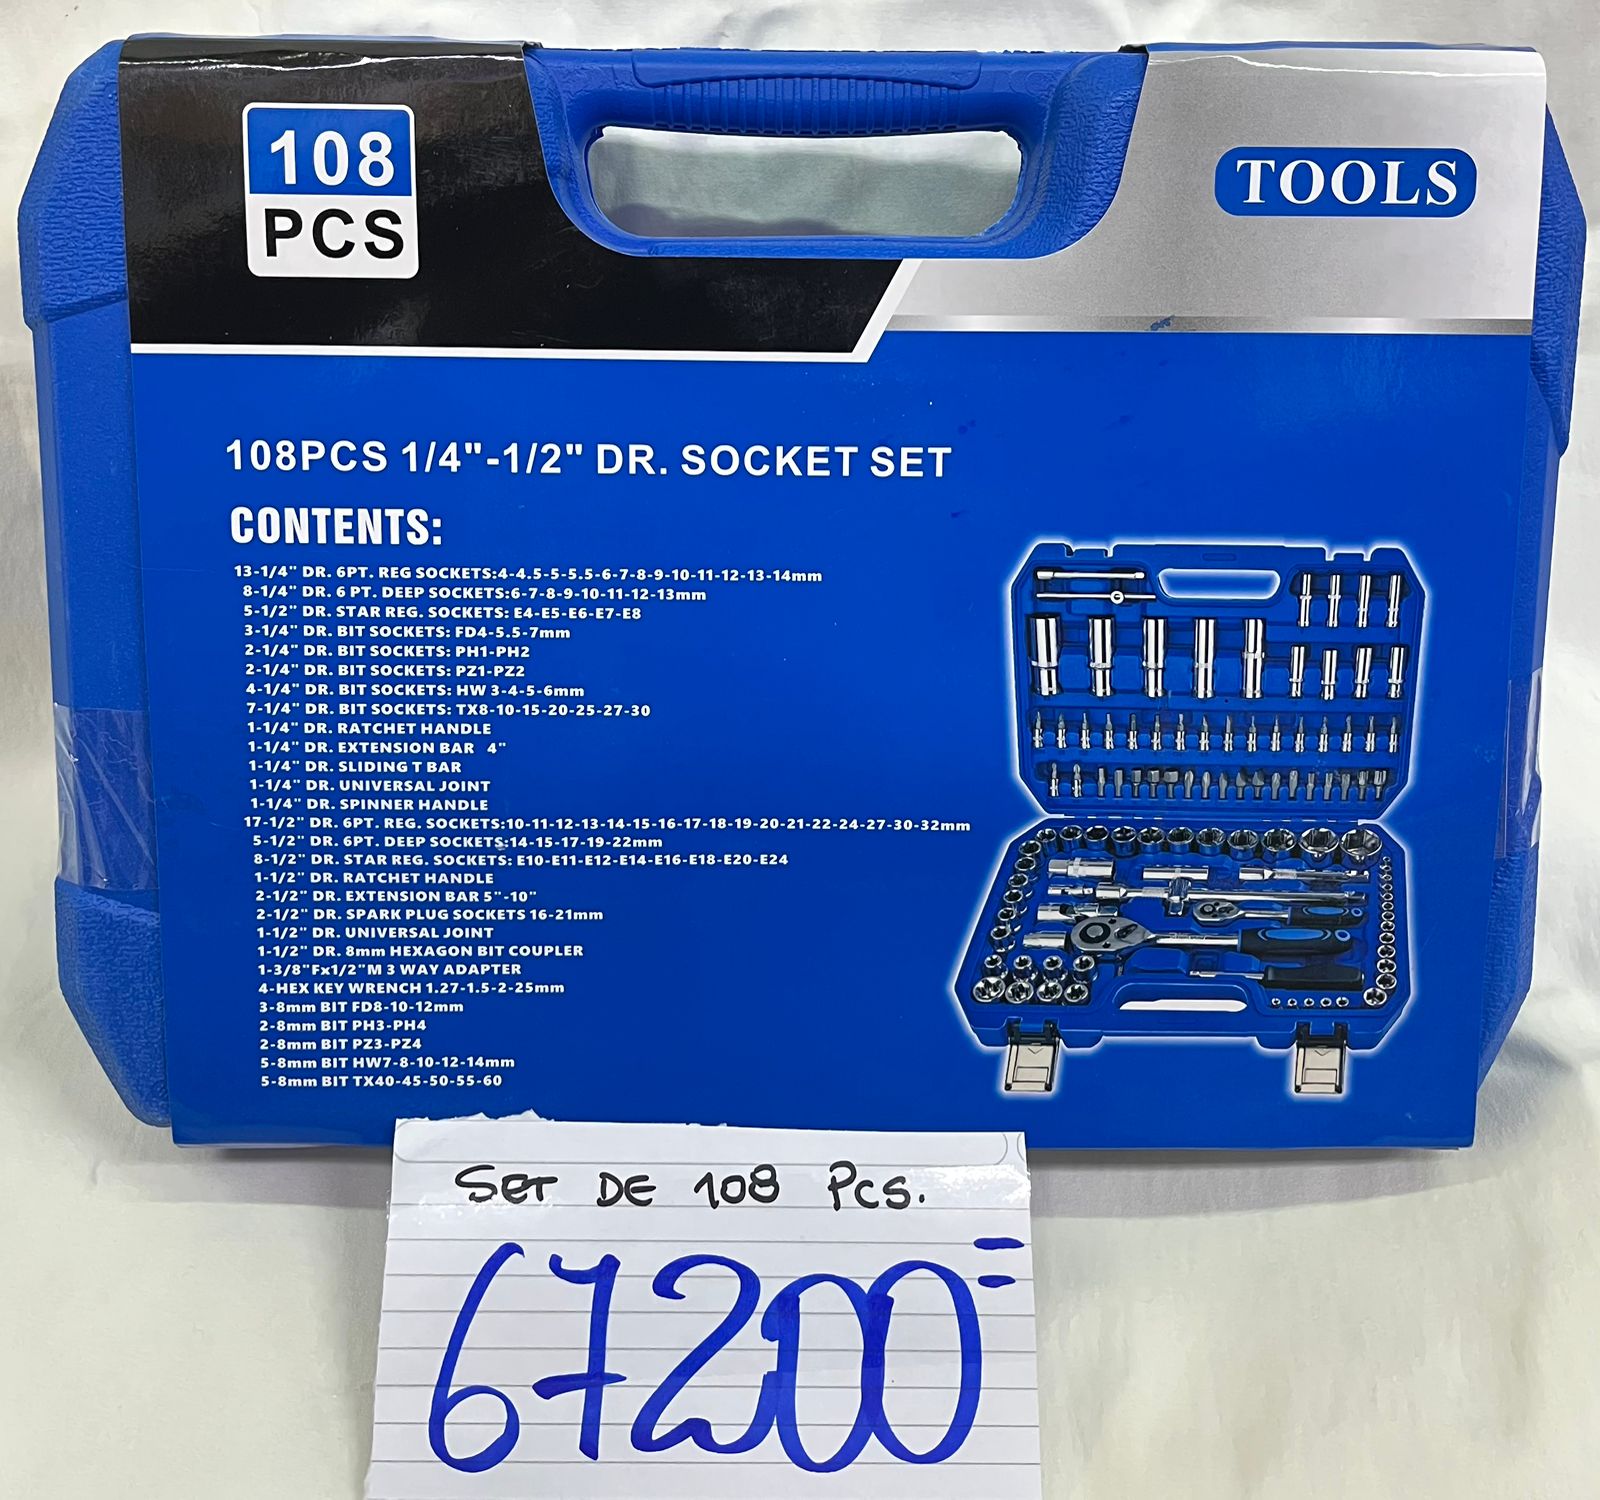 108
PCS
TOOLS
108PCS 1/4"-1/2" DR. SOCKET SET
CONTENTS:
13-1/4" DR. 6PT. REG SOCKETS:4-4.5-5-5.5-6-7-8-9-10-11-12-13-14mm
8-1/4" DR. 6 PT. DEEP SOCKETS:6-7-8-9-10-11-12-13mm
5-1/2" DR. STAR REG. SOCKETS: E4-E5-E6-E7-E8
3-1/4" DR. BIT SOCKETS: FD4-5.5-7mm
2-1/4" DR. BIT SOCKETS: PH1-PH2
2-1/4" DR. BIT SOCKETS: PZ1-PZ2
4-1/4" DR. BIT SOCKETS: HW 3-4-5-6mm
7-1/4" DR. BIT SOCKETS: TX8-10-15-20-25-27-30
1-1/4" DR. RATCHET HANDLE
1-1/4" DR. EXTENSION BAR 4"
1-1/4" DR. SLIDING T BAR
1-1/4" DR. UNIVERSAL JOINT
1-1/4" DR. SPINNER HANDLE
17-1/2" DR. 6PT. REG. SOCKETS:10-11-12-13-14-15-16-17-18-19-20-21-22-24-27-30-32mm
5-1/2" DR. 6PT. DEEP SOCKETS:14-15-17-19-22mm
8-1/2" DR. STAR REG. SOCKETS: E10-E11-E12-E14-E16-E18-E20-E24
1-1/2" DR. RATCHET HANDLE
2-1/2" DR. EXTENSION BAR 5"-10"
2-1/2" DR. SPARK PLUG SOCKETS 16-21mm
1-1/2" DR. UNIVERSAL JOINT
1-1/2" DR. 8mm HEXAGON BIT COUPLER
1-3/8"Fx1/2"M 3 WAY ADAPTER
4-HEX KEY WRENCH 1.27-1.5-2-25mm
3-8mm BIT FD8-10-12mm
2-8mm BIT PH3-PH4
2-8mm BIT PZ3-PZ4
5-8mm BIT HW7-8-10-12-14mm
5-8mm BIT TX40-45-50-55-60
SET DE 108 PCS.
67200=